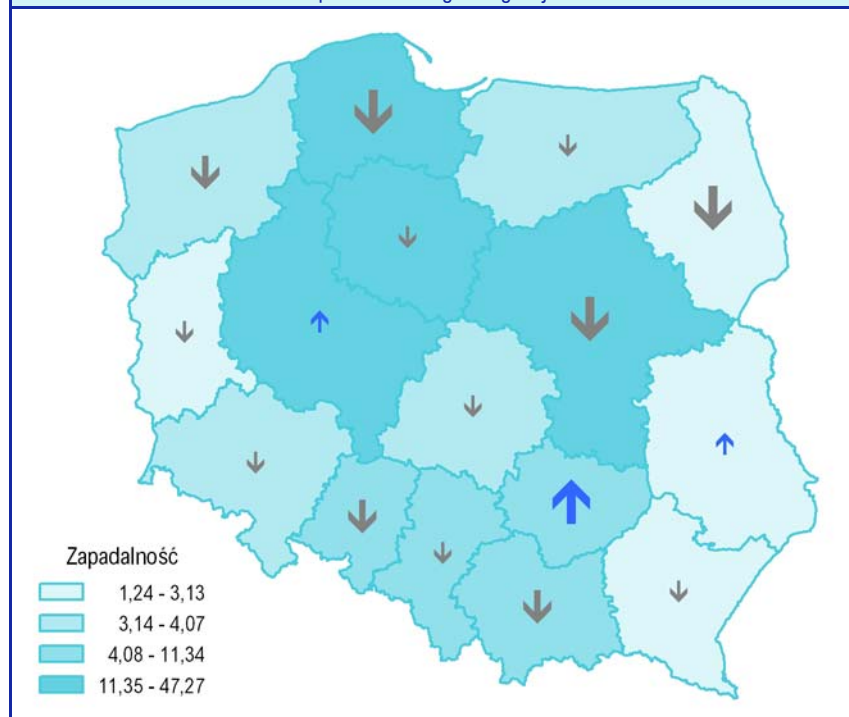 Zapadalność
1,24 - 3,13
3,14 - 4,07
4,08 - 11,34
11,35 - 47,27